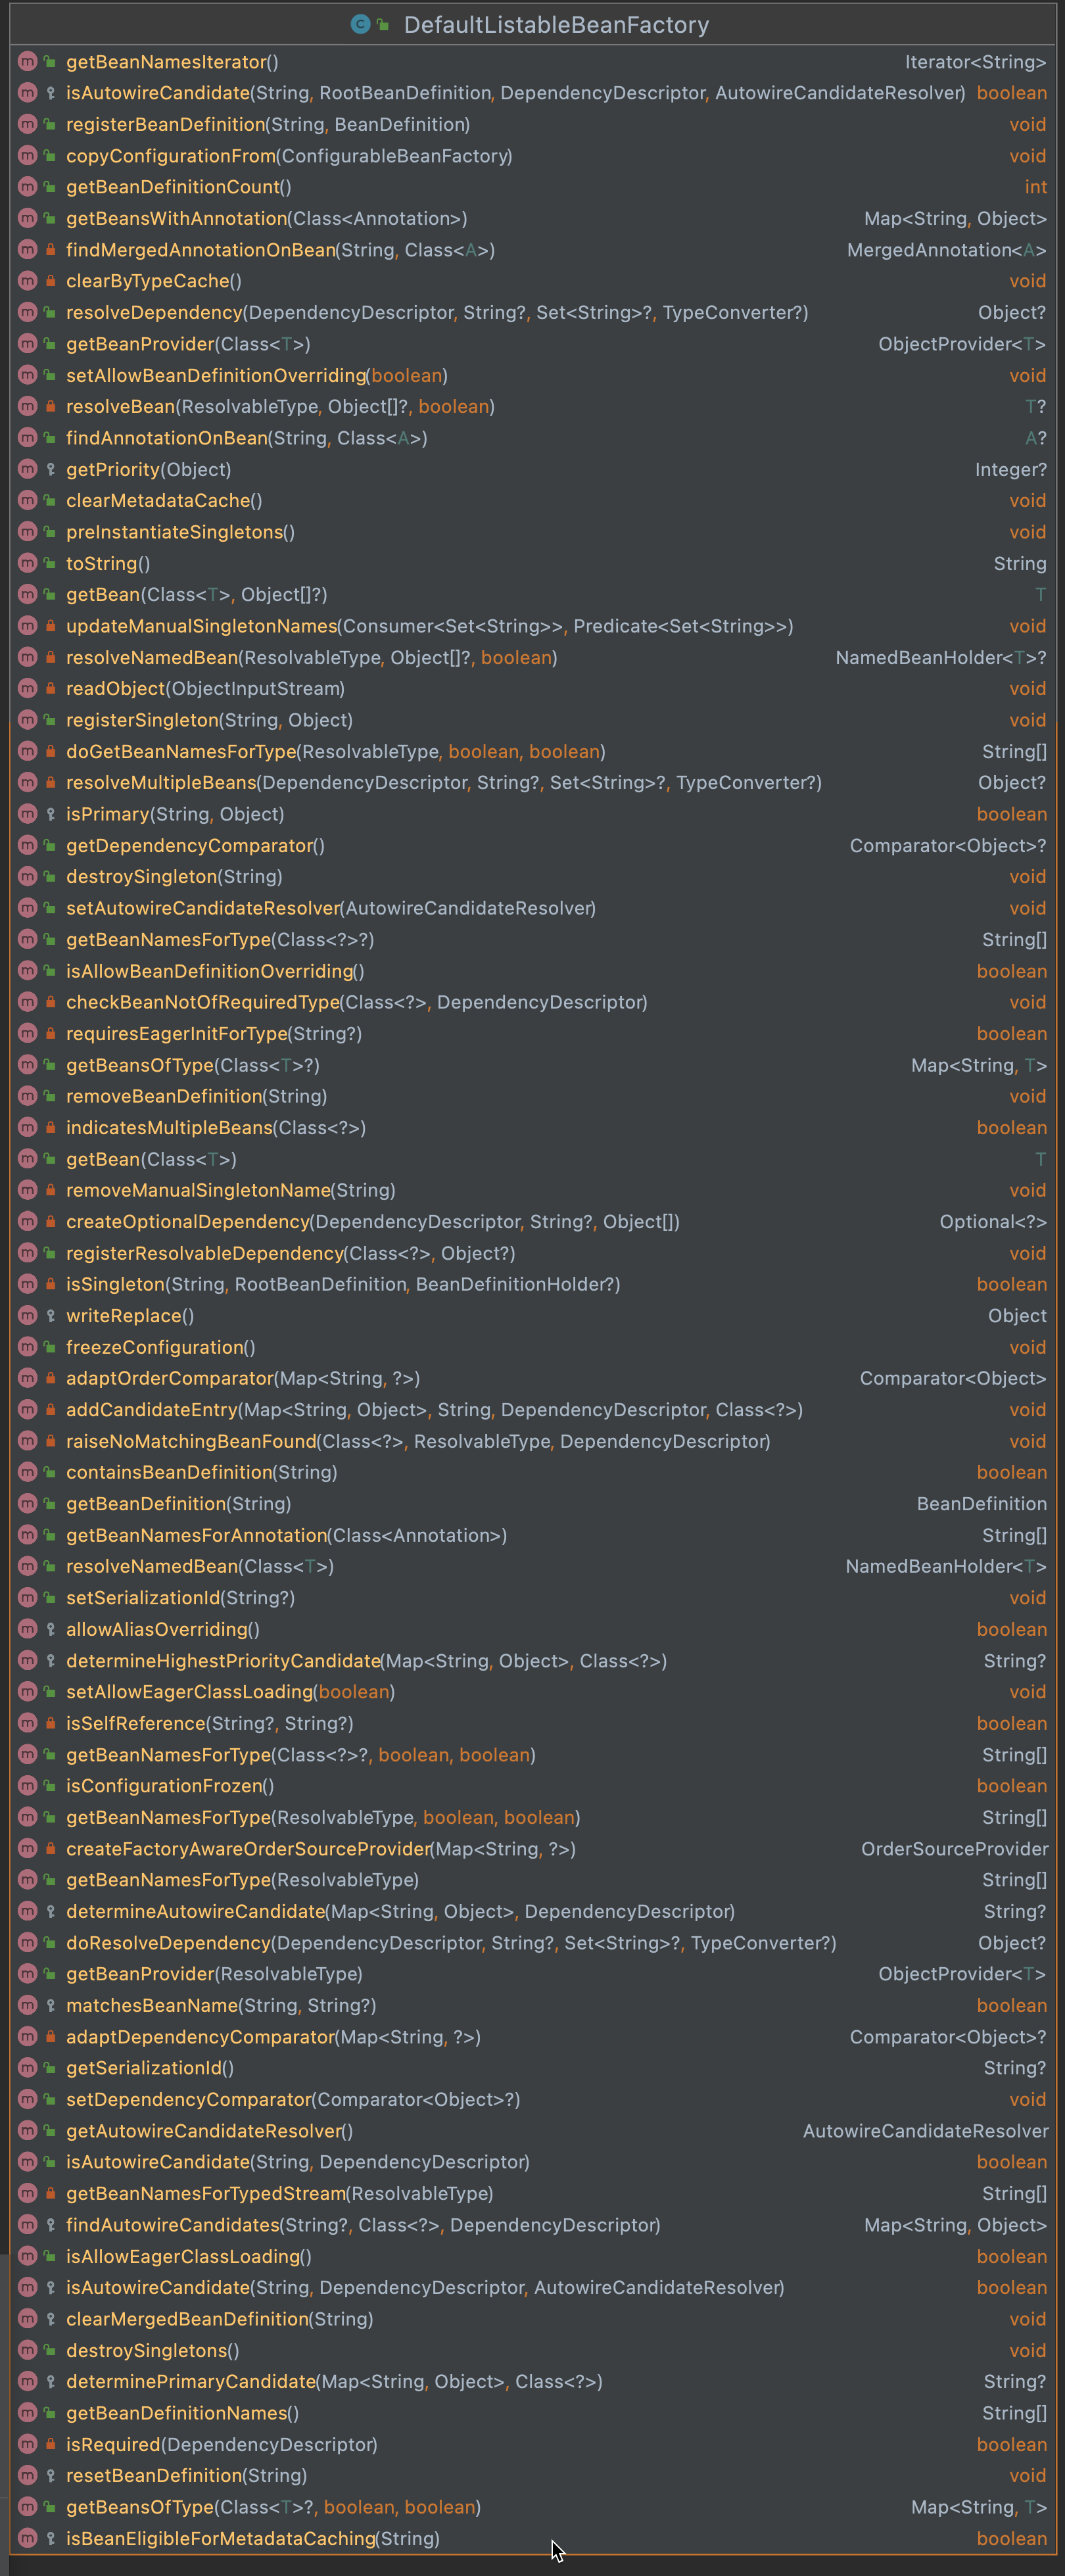 DefaultListableBeanFactory
getBeanNamesIterator() Iterator<String>
isAutowireCandidate(String, RootBeanDefinition, DependencyDescriptor, AutowireCandidateResolver) boolean
registerBeanDefinition(String, BeanDefinition) void
copyConfigurationFrom(ConfigurableBeanFactory) void
getBeanDefinitionCount() int
getBeansWithAnnotation(Class<Annotation>) Map<String, Object>
findMergedAnnotationOnBean(String, Class<A>) MergedAnnotation<A>
clearByTypeCache() void
resolveDependency(DependencyDescriptor, String?, Set<String>?, TypeConverter?) Object?
getBeanProvider(Class<T>) ObjectProvider<T>
setAllowBeanDefinitionOverriding(boolean) void
resolveBean(ResolvableType, Object[]?, boolean) T?
findAnnotationOnBean(String, Class<A>) A?
getPriority(Object) Integer?
clearMetadataCache() void
preInstantiateSingletons() void
toString() String
getBean(Class<T>, Object[]?) T
updateManualSingletonNames(Consumer<Set<String>>, Predicate<Set<String>>) void
resolveNamedBean(ResolvableType, Object[]?, boolean) NamedBeanHolder<T>?
readObject(ObjectInputStream) void
registerSingleton(String, Object) void
doGetBeanNamesForType(ResolvableType, boolean, boolean) String[]
resolveMultipleBeans(DependencyDescriptor, String?, Set<String>?, TypeConverter?) Object?
isPrimary(String, Object) boolean
getDependencyComparator() Comparator<Object>?
destroySingleton(String) void
setAutowireCandidateResolver(AutowireCandidateResolver) void
getBeanNamesForType(Class<?>?) String[]
isAllowBeanDefinitionOverriding() boolean
checkBeanNotOfRequiredType(Class<?>, DependencyDescriptor) void
requiresEagerInitForType(String?) boolean
getBeansOfType(Class<T>?) Map<String, T>
removeBeanDefinition(String) void
indicatesMultipleBeans(Class<?>) boolean
getBean(Class<T>) T
removeManualSingletonName(String) void
createOptionalDependency(DependencyDescriptor, String?, Object[]) Optional<?>
registerResolvableDependency(Class<?>, Object?) void
isSingleton(String, RootBeanDefinition, BeanDefinitionHolder?) boolean
writeReplace() Object
freezeConfiguration() void
adaptOrderComparator(Map<String, ?>) Comparator<Object>
addCandidateEntry(Map<String, Object>, String, DependencyDescriptor, Class<?>) void
raiseNoMatchingBeanFound(Class<?>, ResolvableType, DependencyDescriptor) void
containsBeanDefinition(String) boolean
getBeanDefinition(String) BeanDefinition
getBeanNamesForAnnotation(Class<Annotation>) String[]
resolveNamedBean(Class<T>) NamedBeanHolder<T>
setSerializationId(String?) void
allowAliasOverriding() boolean
determineHighestPriorityCandidate(Map<String, Object>, Class<?>) String?
setAllowEagerClassLoading(boolean) void
isSelfReference(String?, String?) boolean
getBeanNamesForType(Class<?>?, boolean, boolean) String[]
isConfigurationFrozen() boolean
getBeanNamesForType(ResolvableType, boolean, boolean) String[]
createFactoryAwareOrderSourceProvider(Map<String, ?>) OrderSourceProvider
getBeanNamesForType(ResolvableType) String[]
determineAutowireCandidate(Map<String, Object>, DependencyDescriptor) String?
doResolveDependency(DependencyDescriptor, String?, Set<String>?, TypeConverter?) Object?
getBeanProvider(ResolvableType) ObjectProvider<T>
matchesBeanName(String, String?) boolean
adaptDependencyComparator(Map<String, ?>) Comparator<Object>?
getSerializationId() String?
setDependencyComparator(Comparator<Object>?) void
getAutowireCandidateResolver() AutowireCandidateResolver
isAutowireCandidate(String, DependencyDescriptor) boolean
getBeanNamesForTypedStream(ResolvableType) String[]
findAutowireCandidates(String?, Class<?>, DependencyDescriptor) Map<String, Object>
isAllowEagerClassLoading() boolean
isAutowireCandidate(String, DependencyDescriptor, AutowireCandidateResolver) boolean
clearMergedBeanDefinition(String) void
destroySingletons() void
determinePrimaryCandidate(Map<String, Object>, Class<?>) String?
getBeanDefinitionNames() String[]
isRequired(DependencyDescriptor) boolean
resetBeanDefinition(String) void
getBeansOfType(Class<T>?, boolean, boolean) Map<String, T>
isBeanEligibleForMetadataCaching(String) boolean